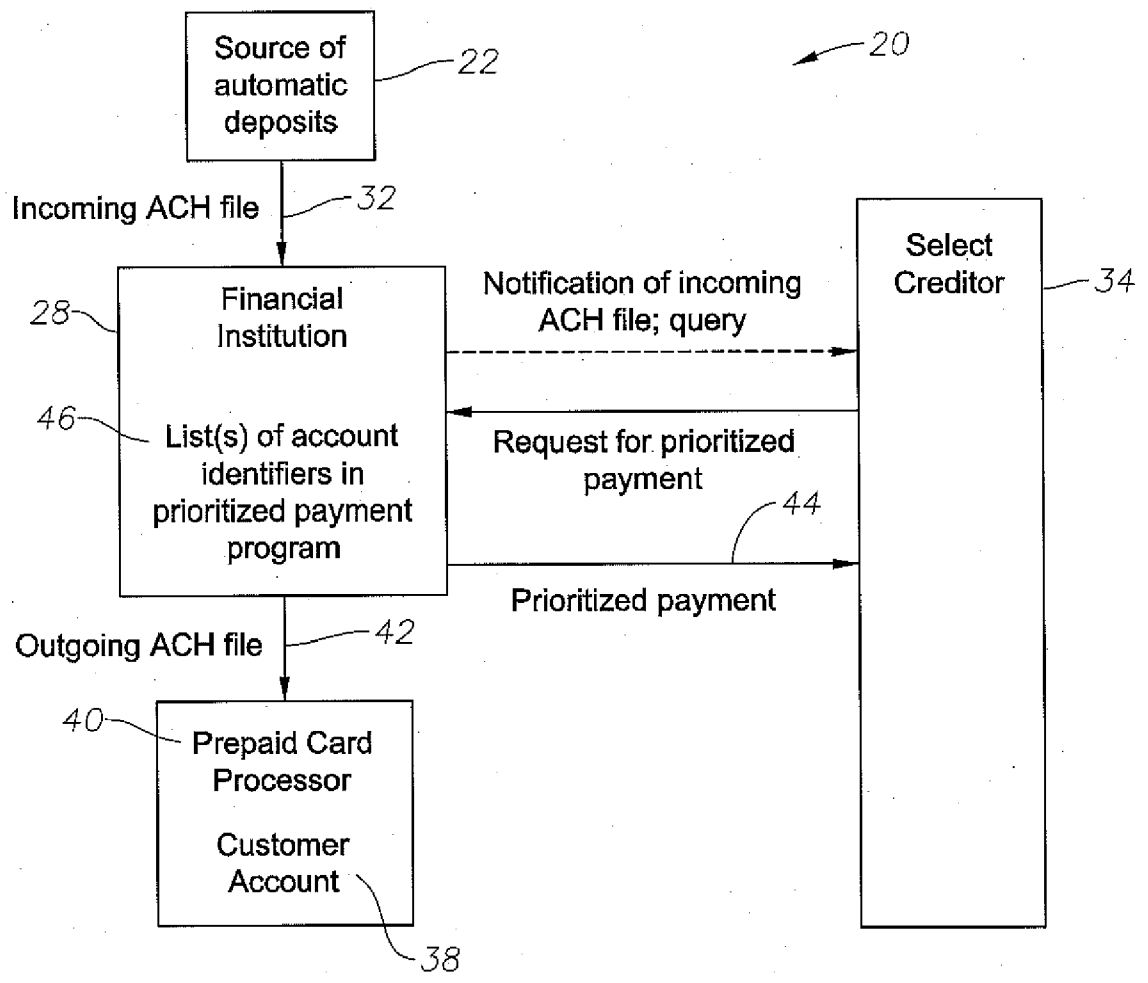 Source of
automatic
deposits
22
20
Incoming ACH file
32
Financial
Institution
28
46
List(s) of account
identifiers in
prioritized payment
program
Notification of incoming
ACH file; query
Request for prioritized
payment
44
Prioritized payment
Select
Creditor
34
Outgoing ACH file
42
40
Prepaid Card
Processor
Customer
Account
38